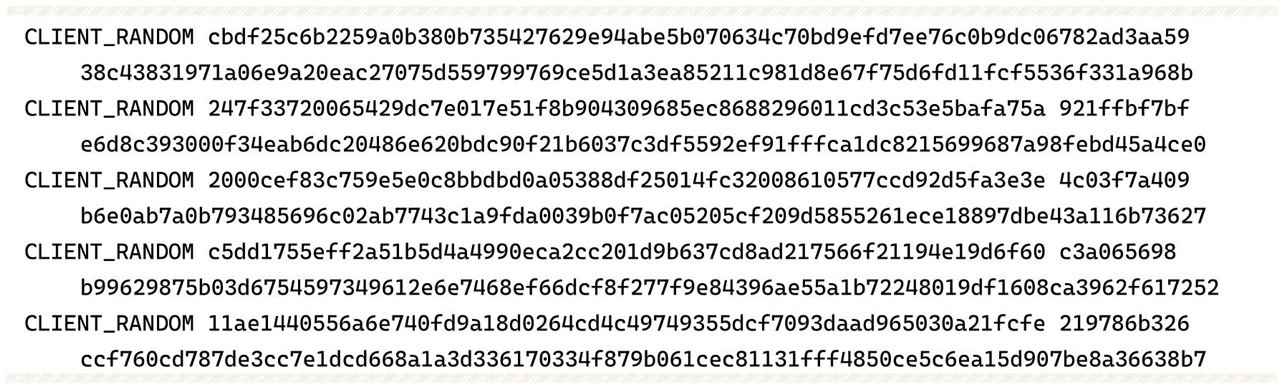 CLIENT_RANDOM cbdf25c6b2259a0b380b735427629e94abe5b070634c70bd9efd7ee76c0b9dc06782ad3aa59
38c43831971a06e9a20eac27075d559799769ce5d1a3ea85211c981d8e67f75d6fd11fcf5536f331a968b
CLIENT_RANDOM 247f33720065429dc7e017e51f8b904309685ec8688296011cd3c53e5bafa75a 921ffbf7bf
e6d8c393000f34eab6dc20486e620bdc90f21b6037c3df5592ef91fffca1dc8215699687a98febd45a4ce0
CLIENT_RANDOM 2000cef83c759e5e0c8bbdbd0a05388df25014fc32008610577ccd92d5fa3e3e 4c03f7a409
b6e0ab7a0b793485696c02ab7743c1a9fda0039b0f7ac05205cf209d5855261ece18897dbe43a116b73627
CLIENT_RANDOM c5dd1755eff2a51b5d4a4990eca2cc201d9b637cd8ad217566f21194e19d6f60 c3a065698
b99629875b03d6754597349612e6e7468ef66dcf8f277f9e84396ae55a1b72248019df1608ca3962f617252
CLIENT_RANDOM 11ae1440556a6e740fd9a18d0264cd4c49749355dcf7093daad965030a21fcfe 219786b326
ccf760cd787de3cc7e1dcd668a1a3d336170334f879b061cec81131fff4850ce5c6ea15d907be8a36638b7